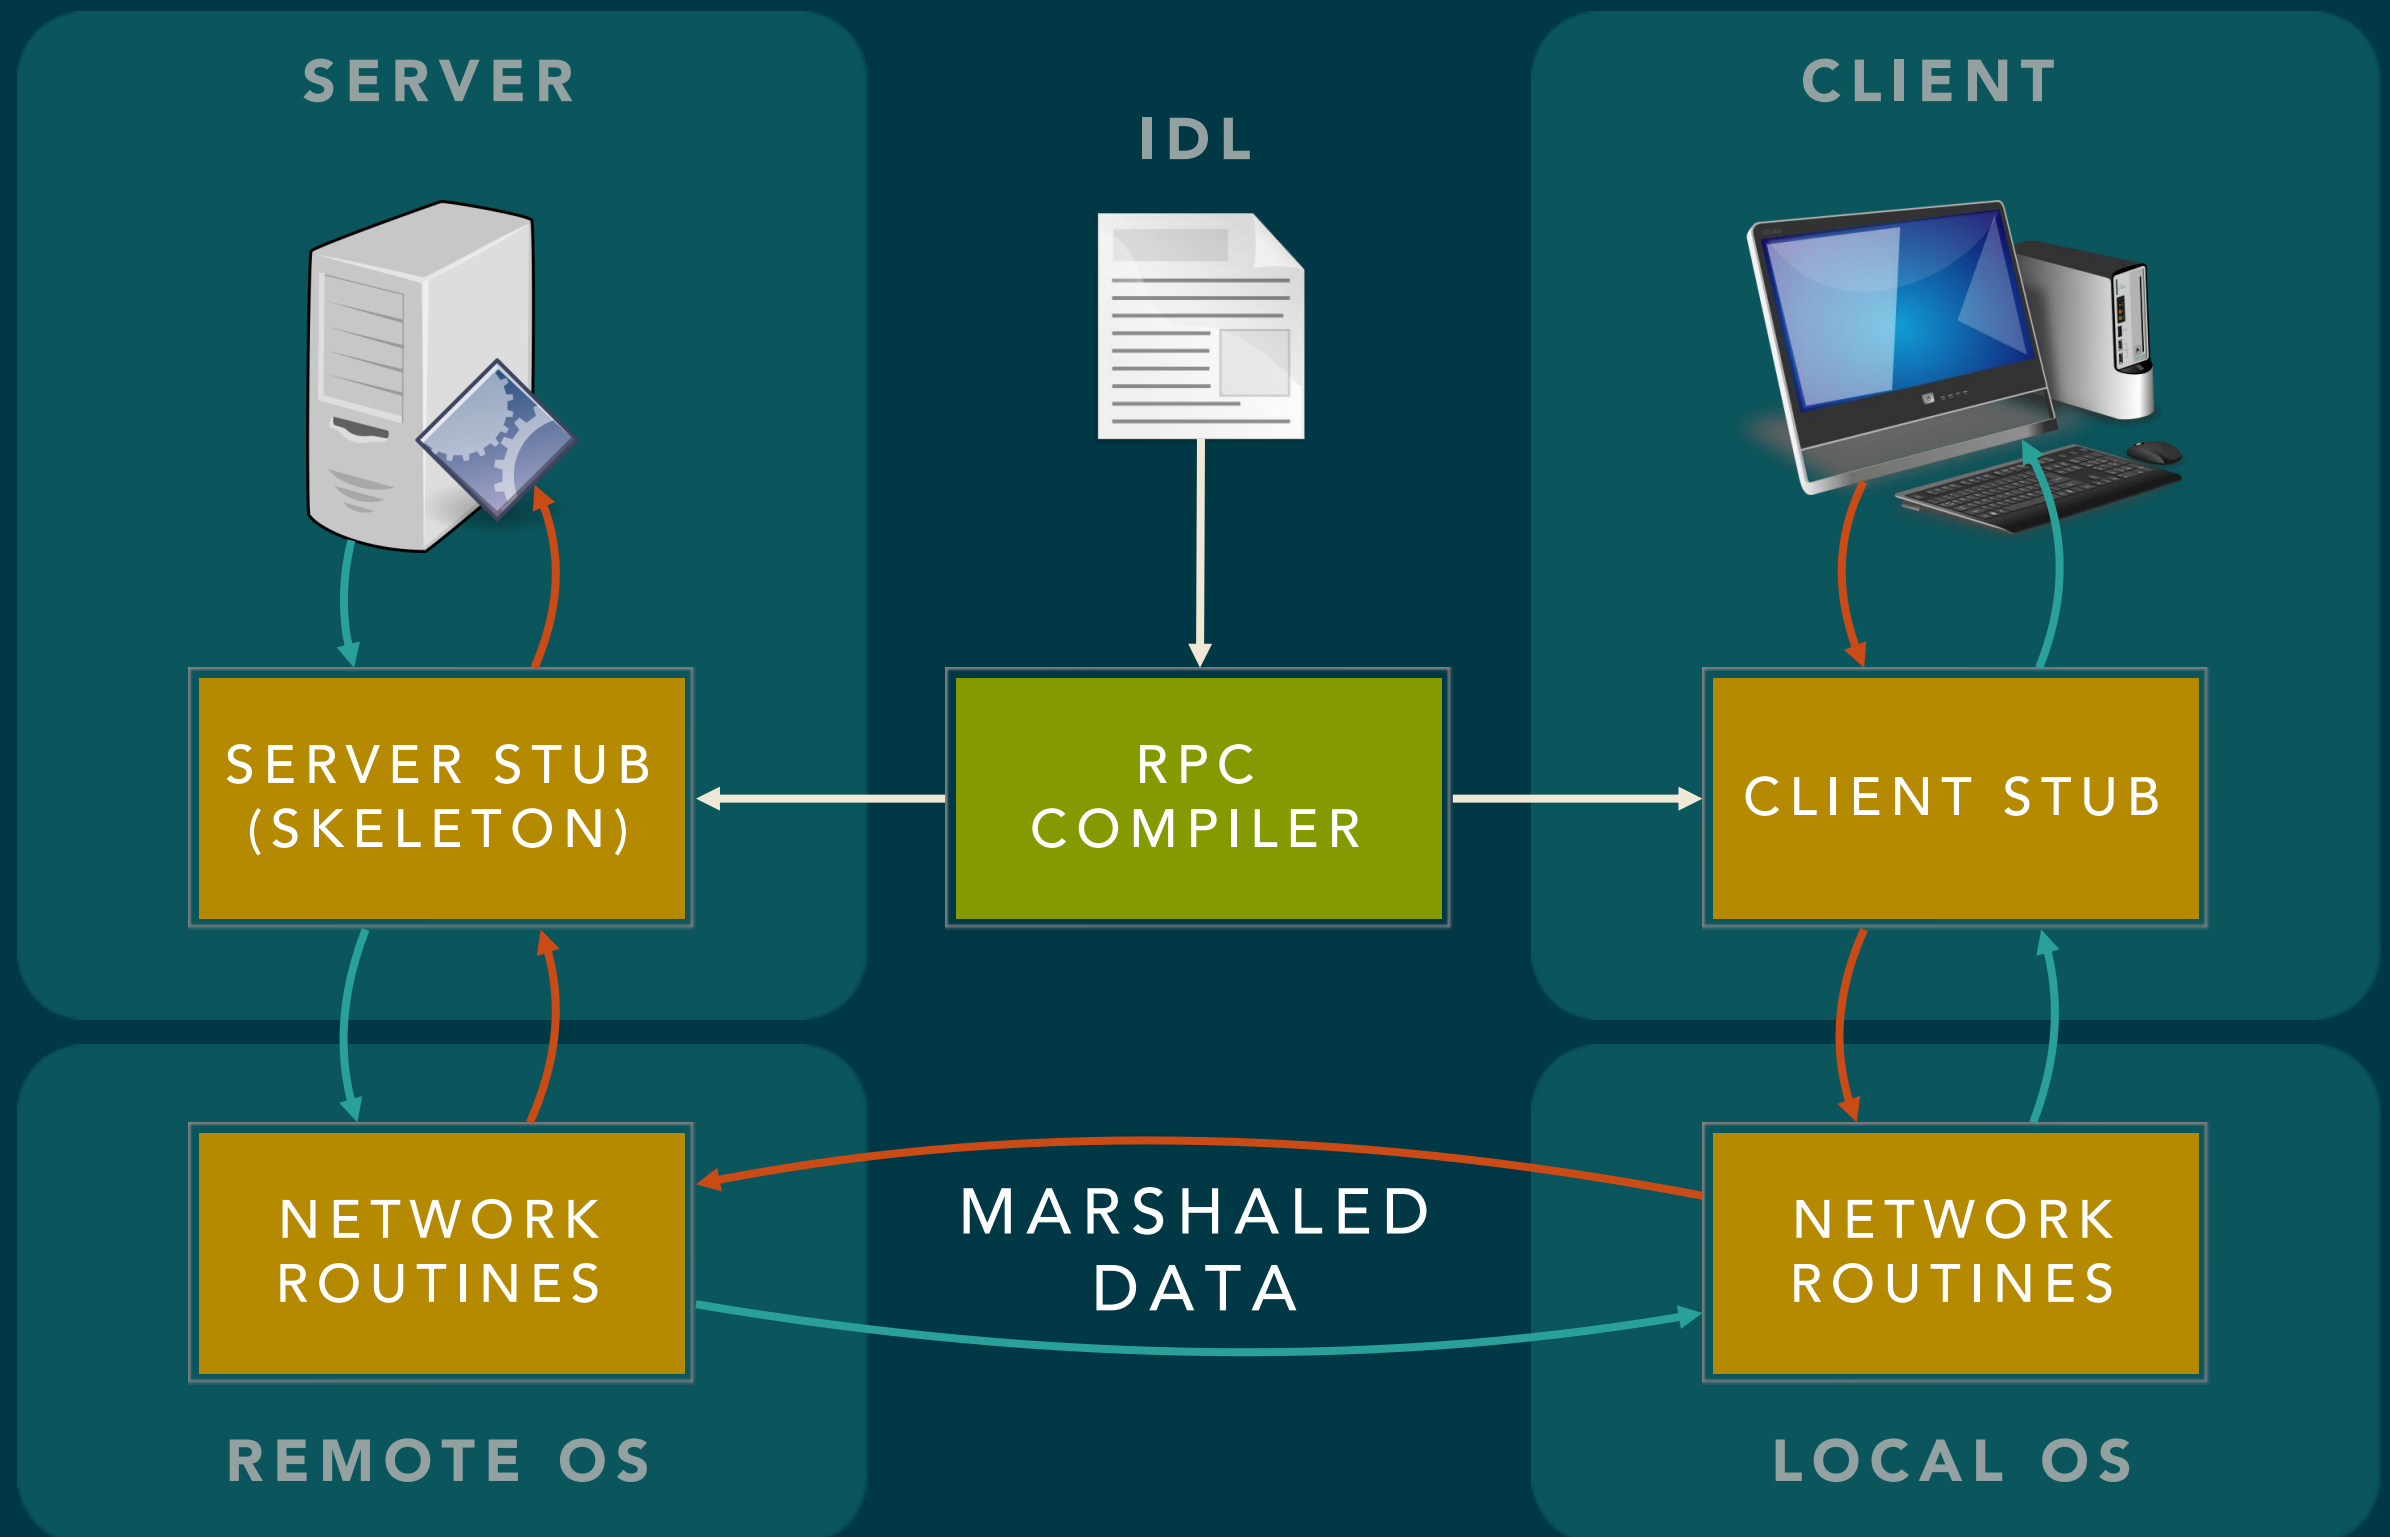 SERVER
IDL
CLIENT
SERVER STUB
(SKELETON)
RPC
COMPILER
CLIENT STUB
NETWORK
ROUTINES
MARSHALED
DATA
NETWORK
ROUTINES
REMOTE OS
LOCAL OS